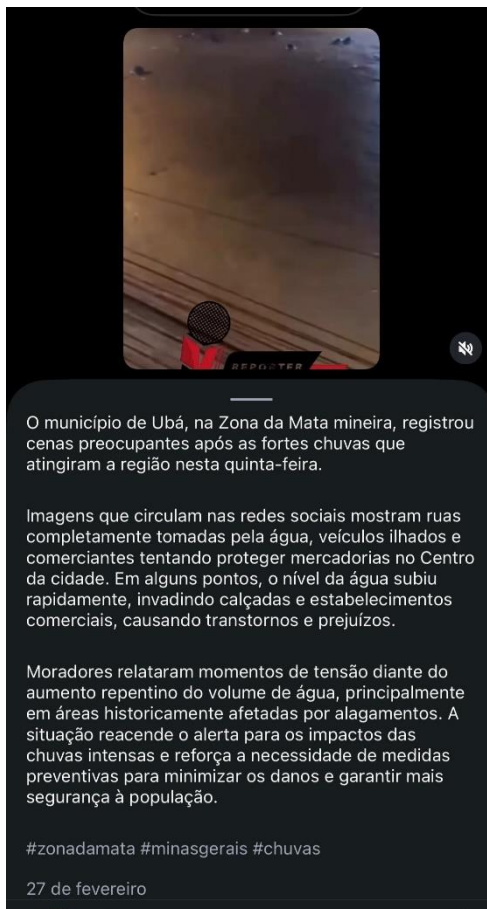 REPORTER
O município de Ubá, na Zona da Mata mineira, registrou
cenas preocupantes após as fortes chuvas que
atingiram a região nesta quinta-feira.
Imagens que circulam nas redes sociais mostram ruas
completamente tomadas pela água, veículos ilhados e
comerciantes tentando proteger mercadorias no Centro
da cidade. Em alguns pontos, o nível da água subiu
rapidamente, invadindo calçadas e estabelecimentos
comerciais, causando transtornos e prejuízos.
Moradores relataram momentos de tensão diante do
aumento repentino do volume de água, principalmente
em áreas historicamente afetadas por alagamentos. A
situação reacende o alerta para os impactos das
chuvas intensas e reforça a necessidade de medidas
preventivas para minimizar os danos e garantir mais
segurança à população.
#zonadamata #minasgerais #chuvas
27 de fevereiro